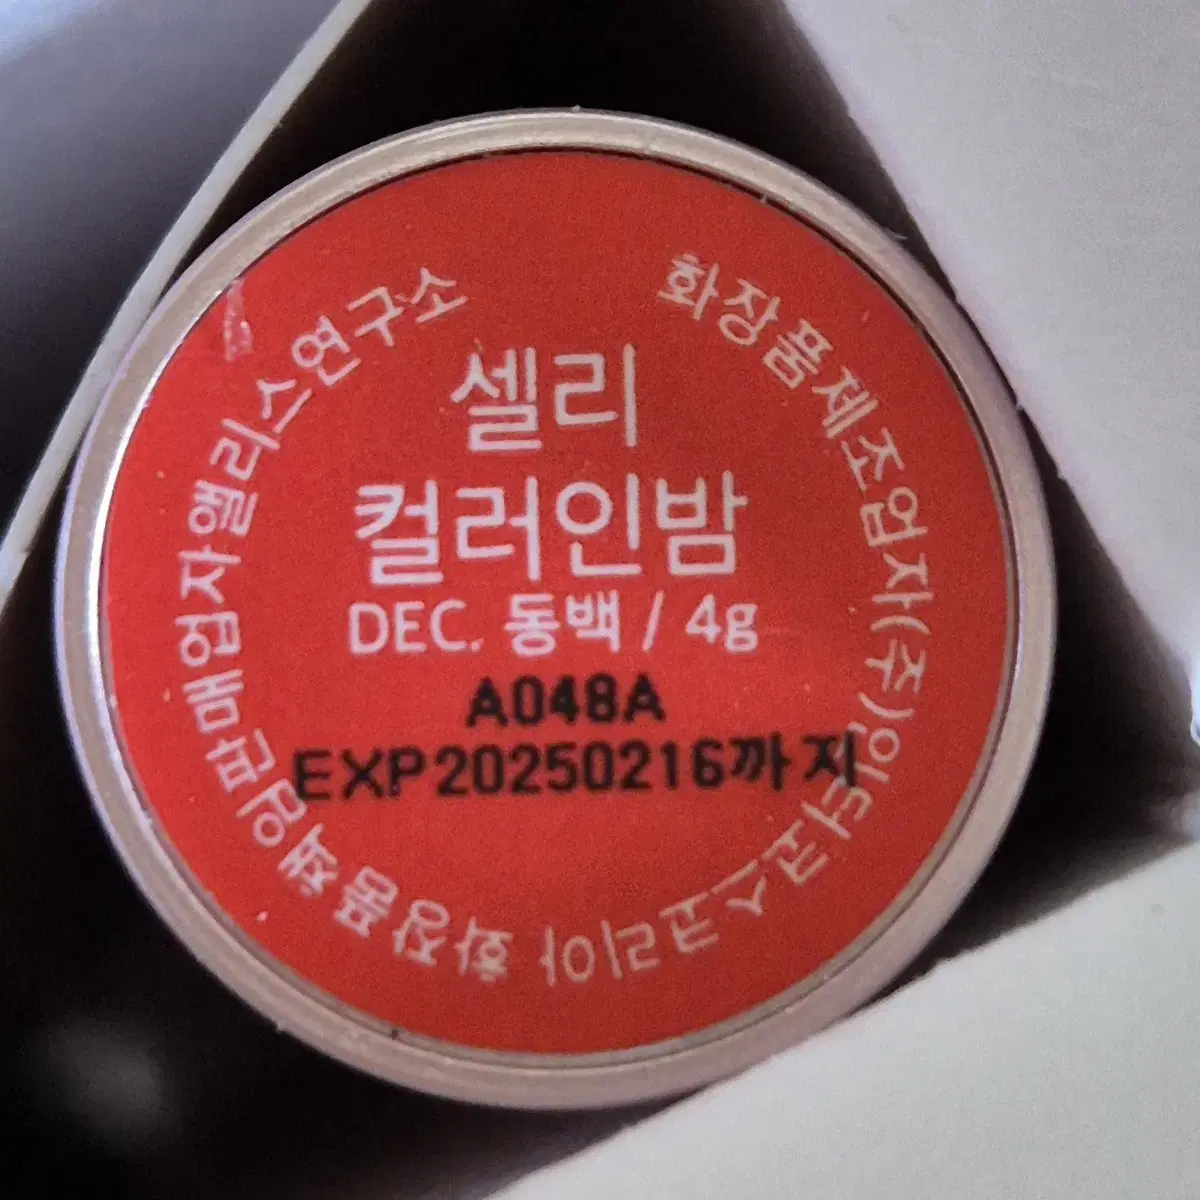 화장품제조업자(주)인터코스코리아
화장품책임판매업자앨리스연구소
셀리
컬러인밤
DEC. 동백 / 4g
A048A
EXP20250216까지